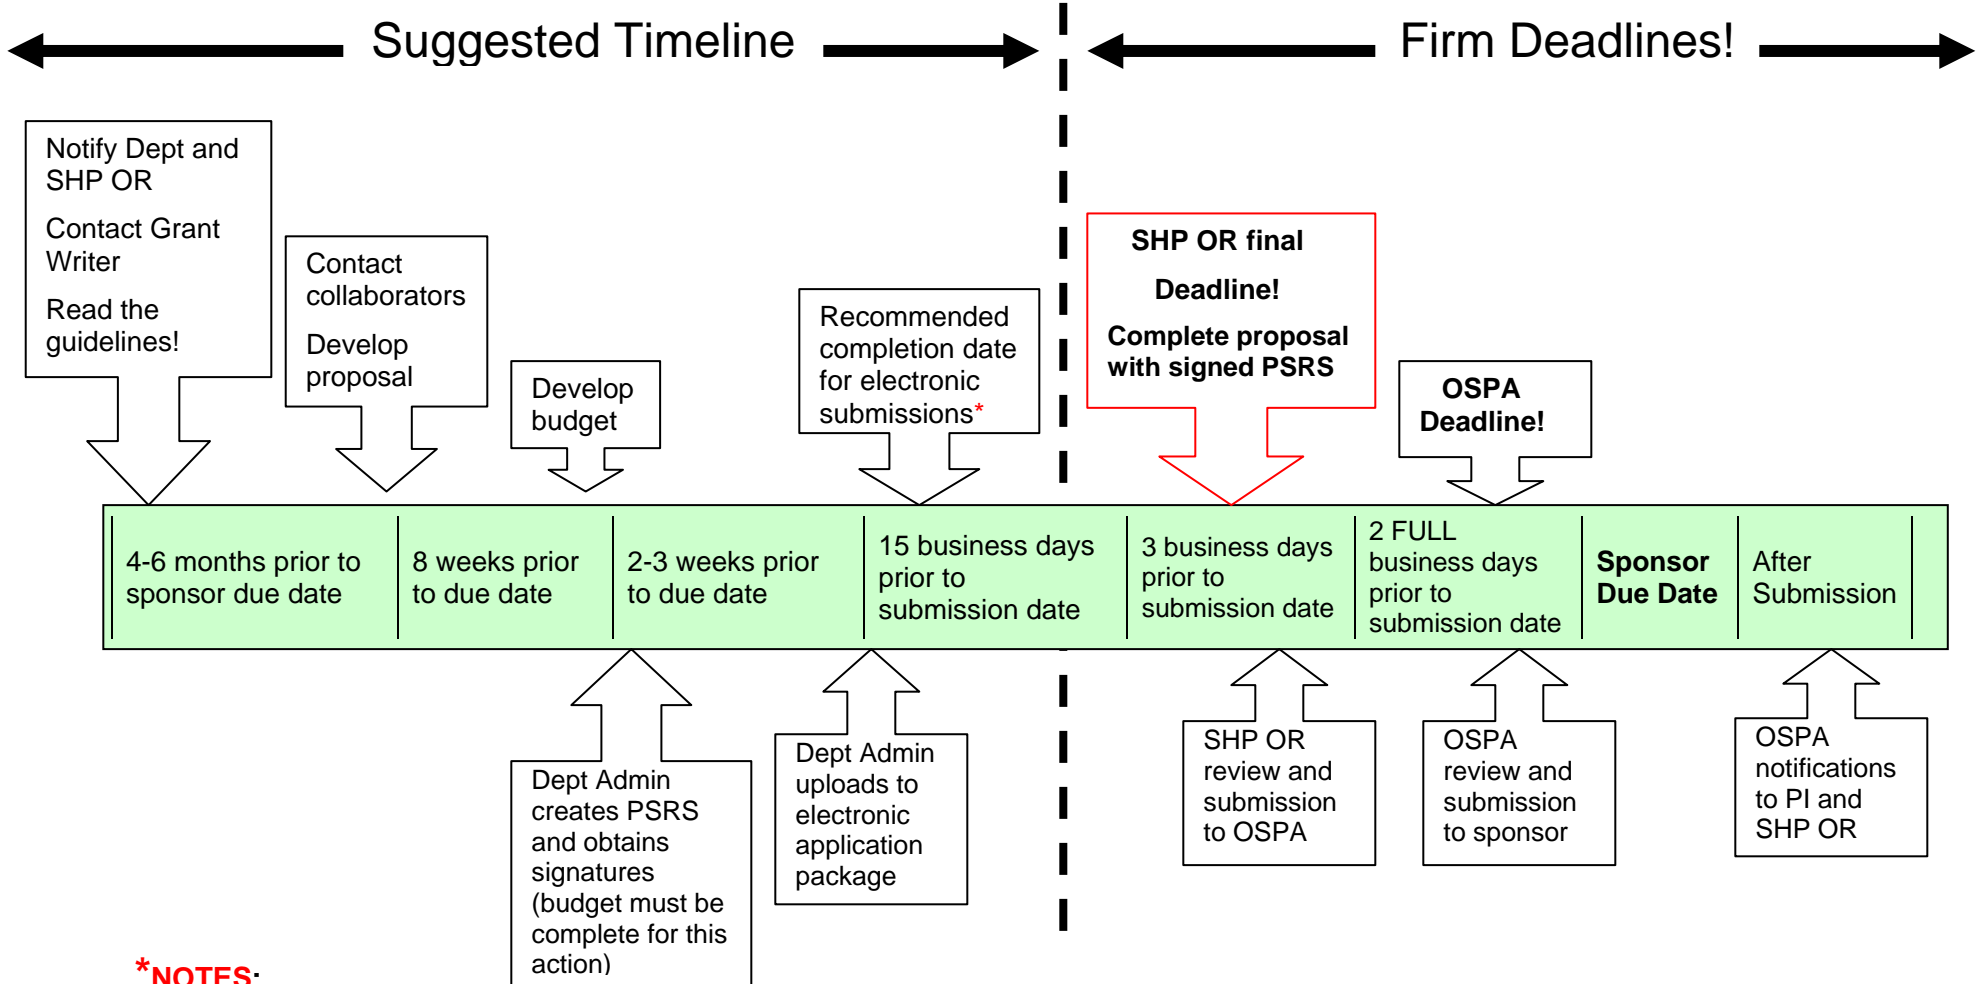 Suggested Timeline
Firm Deadlines!
Notify Dept and
SHP OR
Contact Grant
Writer
Read the
guidelines!
Contact
collaborators
Develop
proposal
Develop
budget
Recommended
completion date
for electronic
submissions*
SHP OR final
Deadline!
Complete proposal
with signed PSRS
OSPA
Deadline!
4-6 months prior to
sponsor due date
8 weeks prior
to due date
2-3 weeks prior
to due date
15 business days
prior to
submission date
3 business days
prior to
submission date
2 FULL
business days
prior to
submission date
Sponsor
Due Date
After
Submission
Dept Admin
creates PSRS
and obtains
signatures
(budget must be
complete for this
action)
Dept Admin
uploads to
electronic
application
package
SHP OR
review and
submission
to OSPA
OSPA
review and
submission
to sponsor
OSPA
notifications
to PI and
SHP OR
*NOTES: